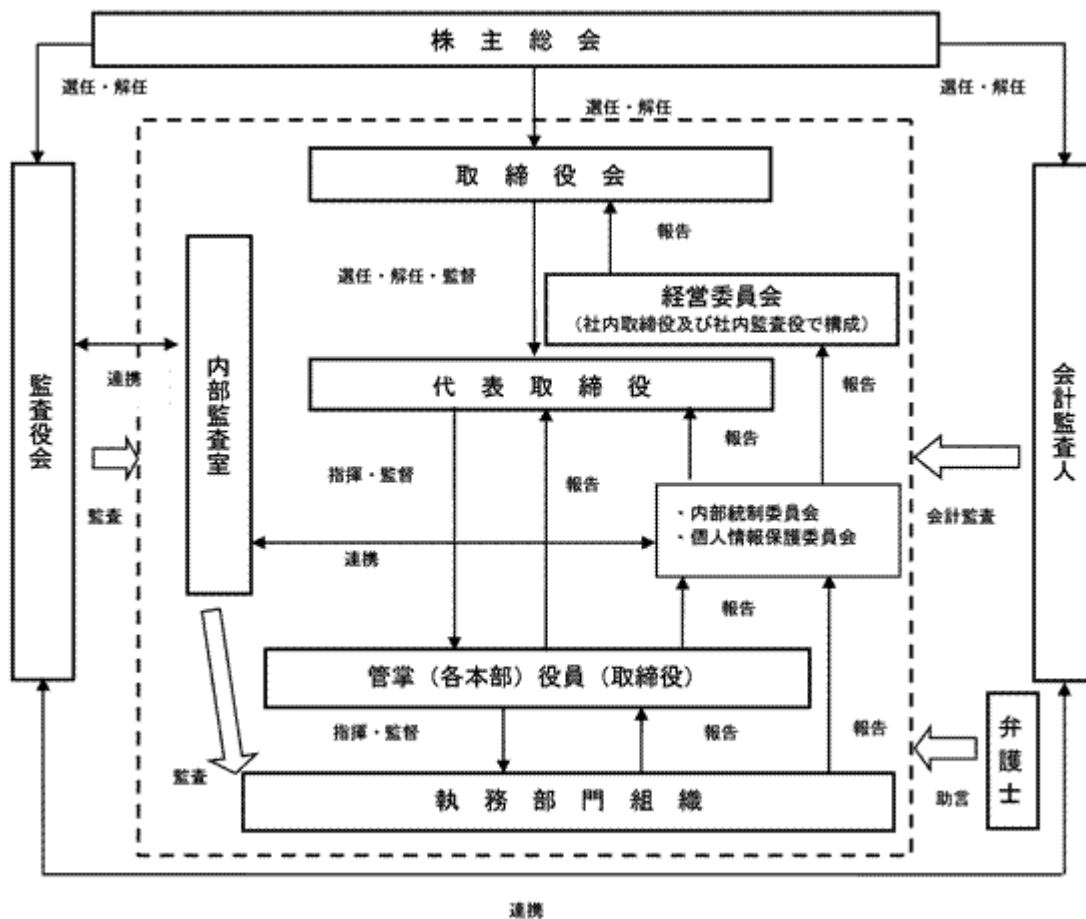 株主総会
選任・解任
選任・解任
選任・解任
取締役会
報告
選任・解任・監督
経営委員会
(社内取締役及び社内監査役で構成)
監査役会
連携
内部監査室
代表取締役
報告
会計監査人
報告
指揮・監督
報告
監査
・内部統制委員会
・個人情報保護委員会
会計監査
連携
報告
管掌(各本部)役員(取締役)
指揮・監督
報告
報告
弁護士
監査
執務部門組織
助言
連携